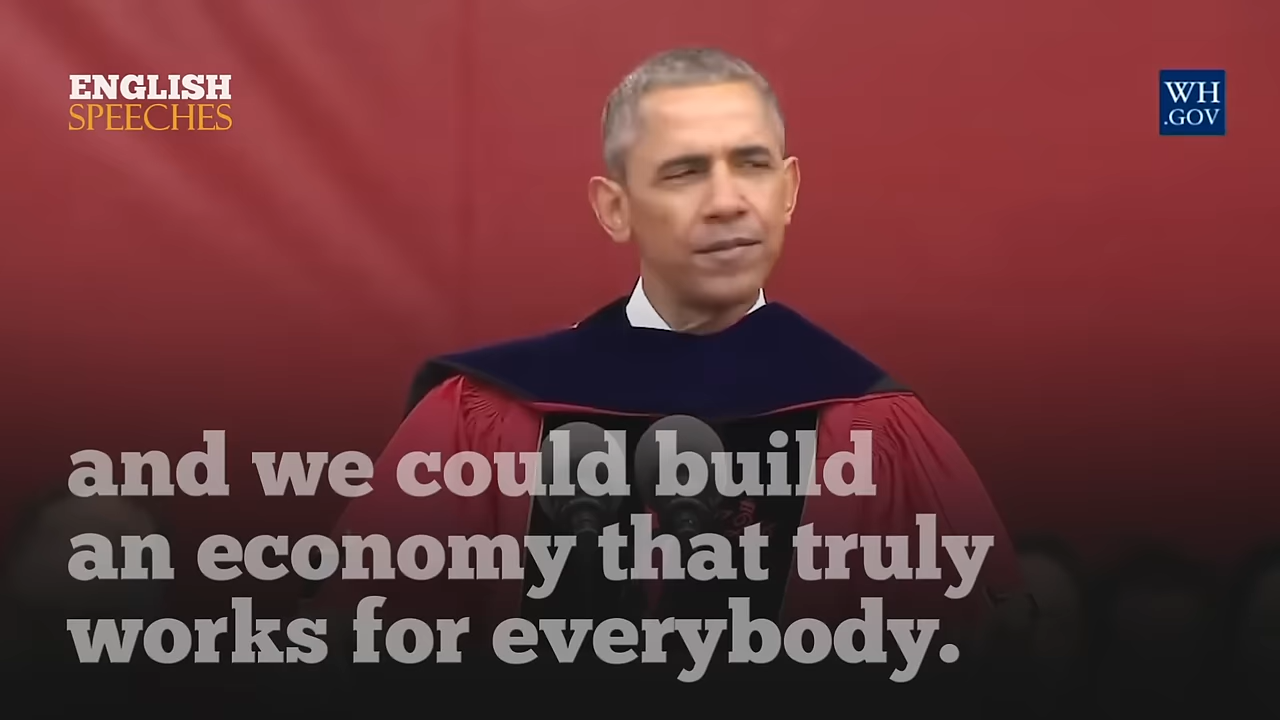 ENGLISH
SPEECHES
WH
.GOV
and we could build
an economy that truly
works for everybody.